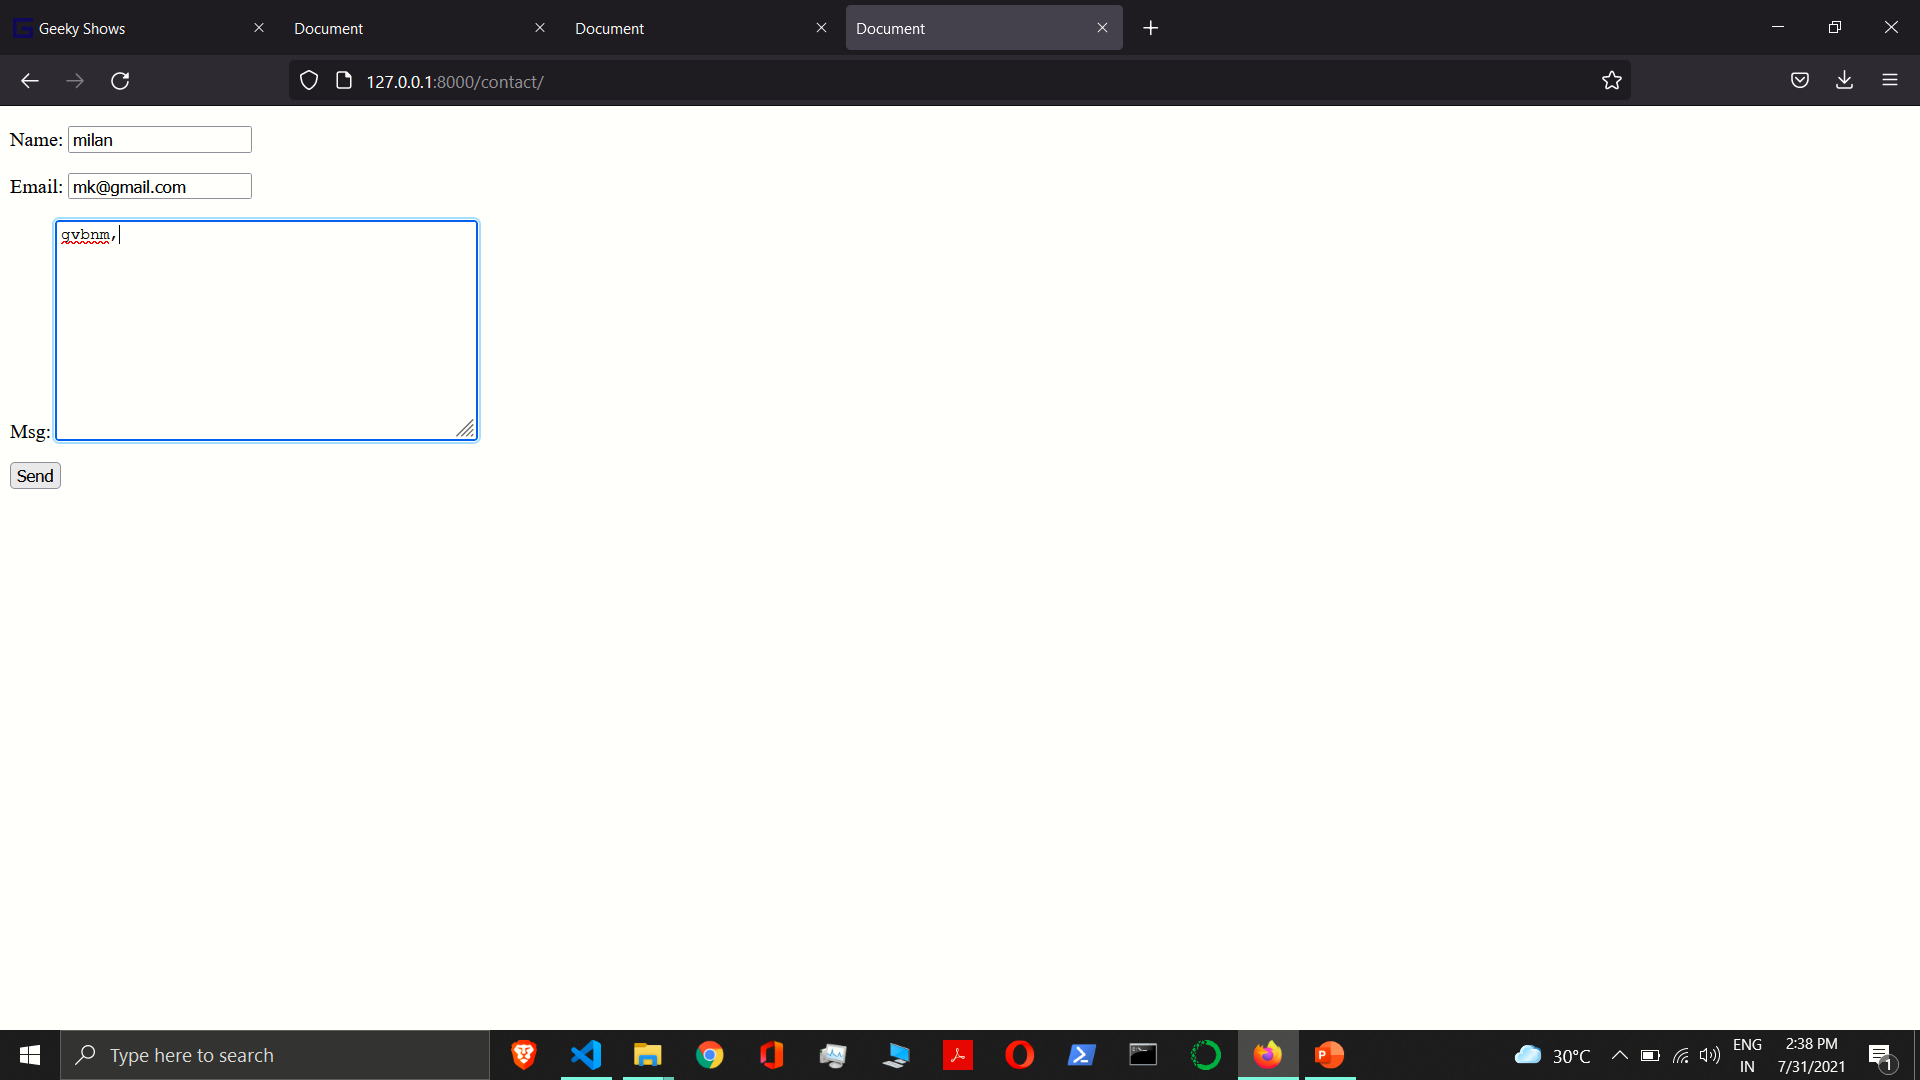 Geeky Shows
Document
Document
Document
127.0.0.1:8000/contact/
Name: milan
Email: mk@gmail.com
gvbnm,
Msg:
Send
Type here to search
30°C
ENG
IN
2:38 PM
7/31/2021
1